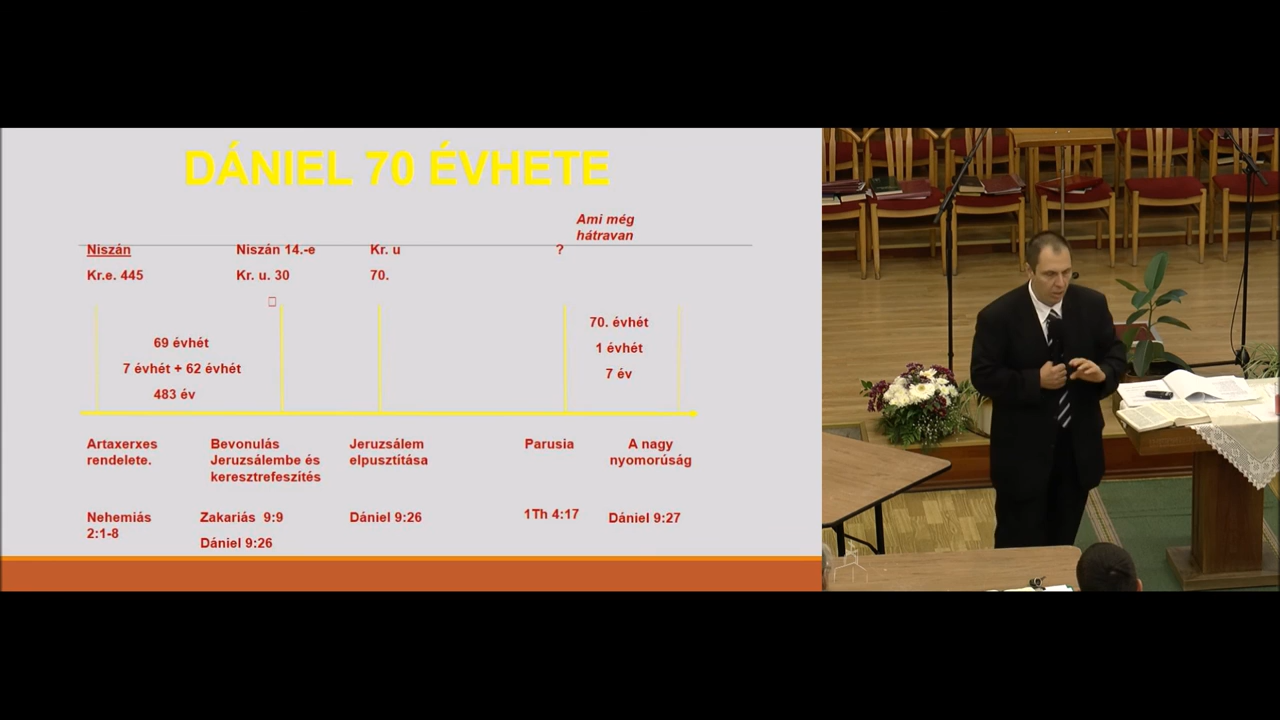 DÁNIEL 70 ÉVHETE
Ami még
hátravan
Niszán
Niszán 14.-e
Kr. u
?
Kr.e. 445
Kr. u. 30
70.
69 évhét
7 évhét + 62 évhét
483 év
70. évhét
1 évhét
7 év
Artaxerxes
rendelete.
Bevonulás
Jeruzsálembe és
keresztrefeszítés
Jeruzsálem
elpusztítása
Parusia
A nagy
nyomorúság
Nehemiás
2:1-8
Zakariás 9:9
Dániel 9:26
Dániel 9:26
1Th 4:17
Dániel 9:27